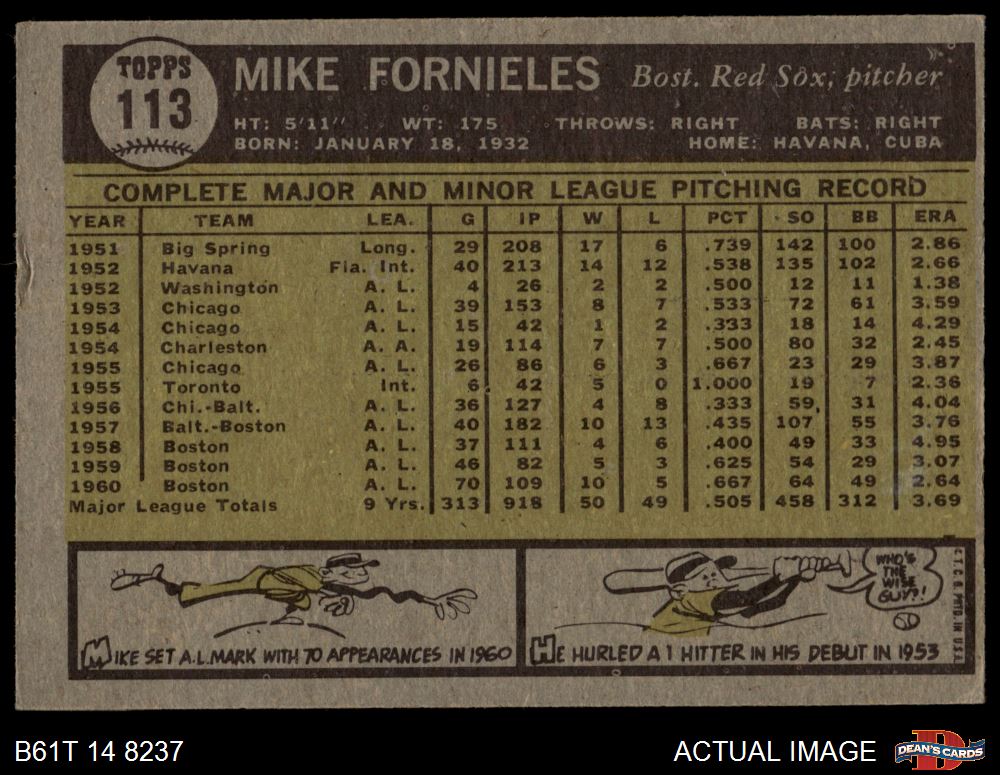 TOPPS
113
MIKE FORNIELES Bost. Red Sox, pitcher
HT: 5'11" WT: 175 THROWS: RIGHT BATS: RIGHT
BORN: JANUARY 18, 1932 HOME: HAVANA, CUBA
COMPLETE MAJOR AND MINOR LEAGUE PITCHING RECORD
YEAR TEAM LEA. G IP W L PCT SO BB ERA
1951 Big Spring Long. 29 208 17 6 .739 142 100 2.86
1952 Havana Fla. Int. 40 213 14 12 .538 135 102 2.66
1952 Washington A. L. 4 26 2 2 .500 12 11 1.38
1953 Chicago A. L. 39 153 8 7 .533 72 61 3.59
1954 Chicago A. L. 15 42 1 2 .333 18 14 4.29
1954 Charleston A. A. 19 114 7 7 .500 80 32 2.45
1955 Chicago A. L. 26 86 6 3 .667 23 29 3.87
1955 Toronto Int. 6 42 5 0 1.000 19 7 2.36
1956 Chi.-Balt. A. L. 36 127 4 8 .333 59 31 4.04
1957 Balt.-Boston A. L. 40 182 10 13 .435 107 55 3.76
1958 Boston A. L. 37 111 4 6 .400 49 33 4.95
1959 Boston A. L. 46 82 5 3 .625 54 29 3.07
1960 Boston A. L. 70 109 10 5 .667 64 49 2.64
Major League Totals 9 Yrs. 313 918 50 49 .505 458 312 3.69
WHO'S
THE
WISE
GUY?!
MIKE SET A.L. MARK WITH 70 APPEARANCES IN 1960
HE HURLED A 1 HITTER IN HIS DEBUT IN 1953
© T.C.G. PRTD. IN U.S.A.
B61T 14 8237
ACTUAL IMAGE
DEAN'S CARDS